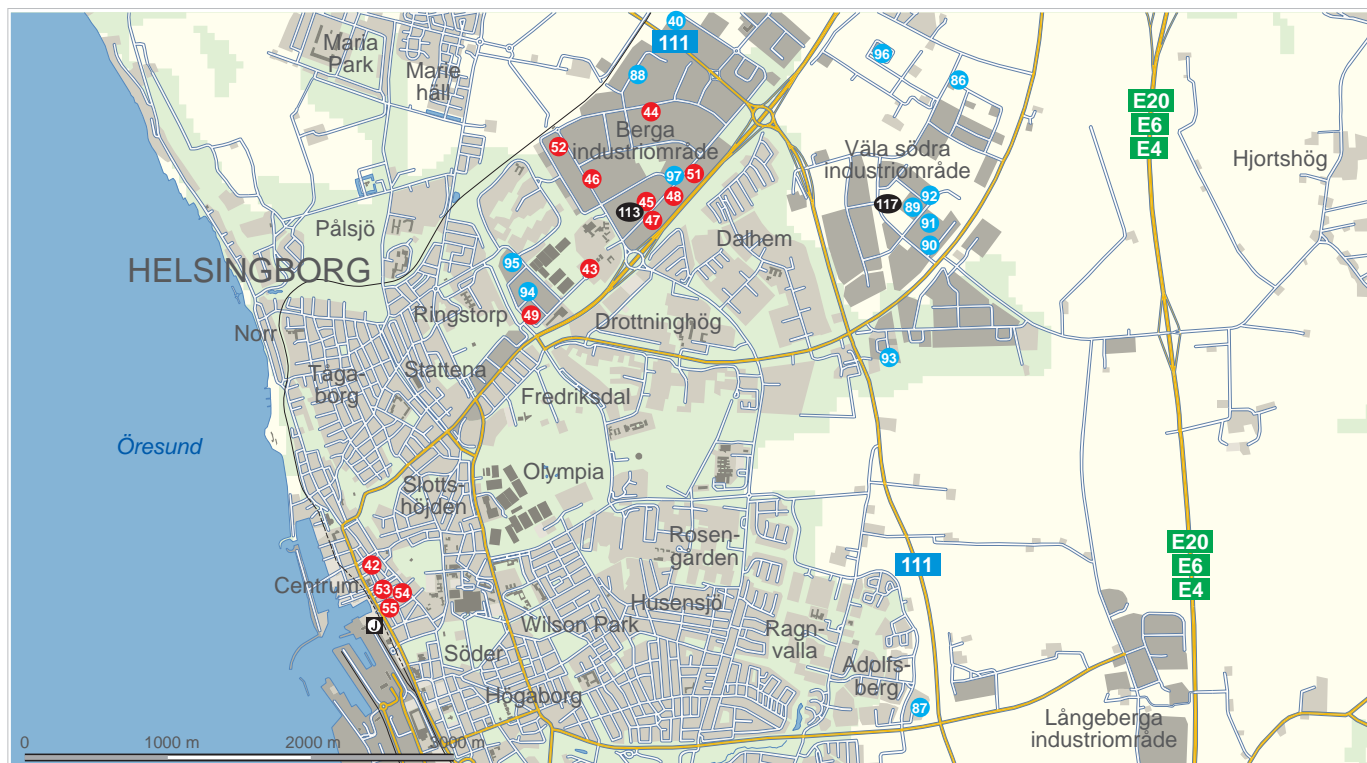 40
111
Maria
Park
Marie
häll
88
96
86
44
E20
E6
E4
Berga
industriområde
52
Väla södra
industriområde
Hjortshög
46
97
51
48
45
113
47
117
92
89
91
90
Pålsjö
Dalhem
HELSINGBORG
95
43
94
49
Ringstorp
Drottninghög
Norr
93
Tåga-
borg
Stattena
Fredriksdal
Öresund
Olympia
Slotts-
höjden
Rosen-
gården
E20
E6
E4
111
42
Centrum
53
54
55
J
Husensjö
Wilson Park
Ragn-
valla
Söder
Adolfs-
berg
Högaborg
87
Långeberga
industriområde
0
1000 m
2000 m
3000 m